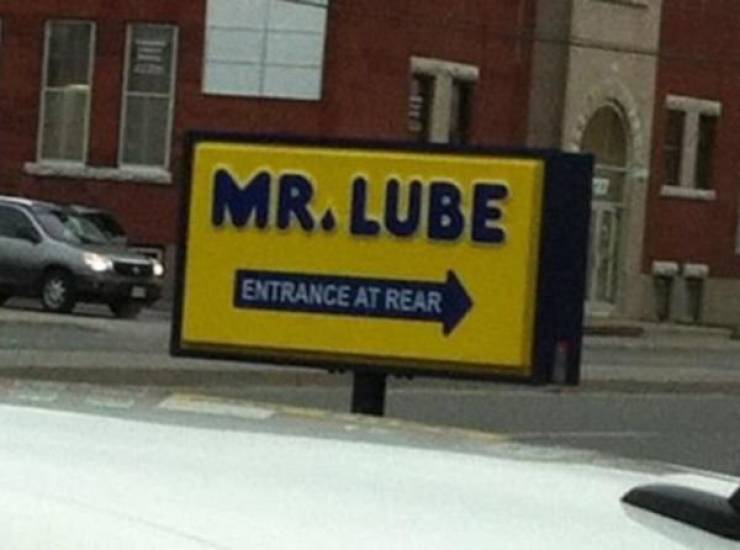 MR. LUBE
ENTRANCE AT REAR